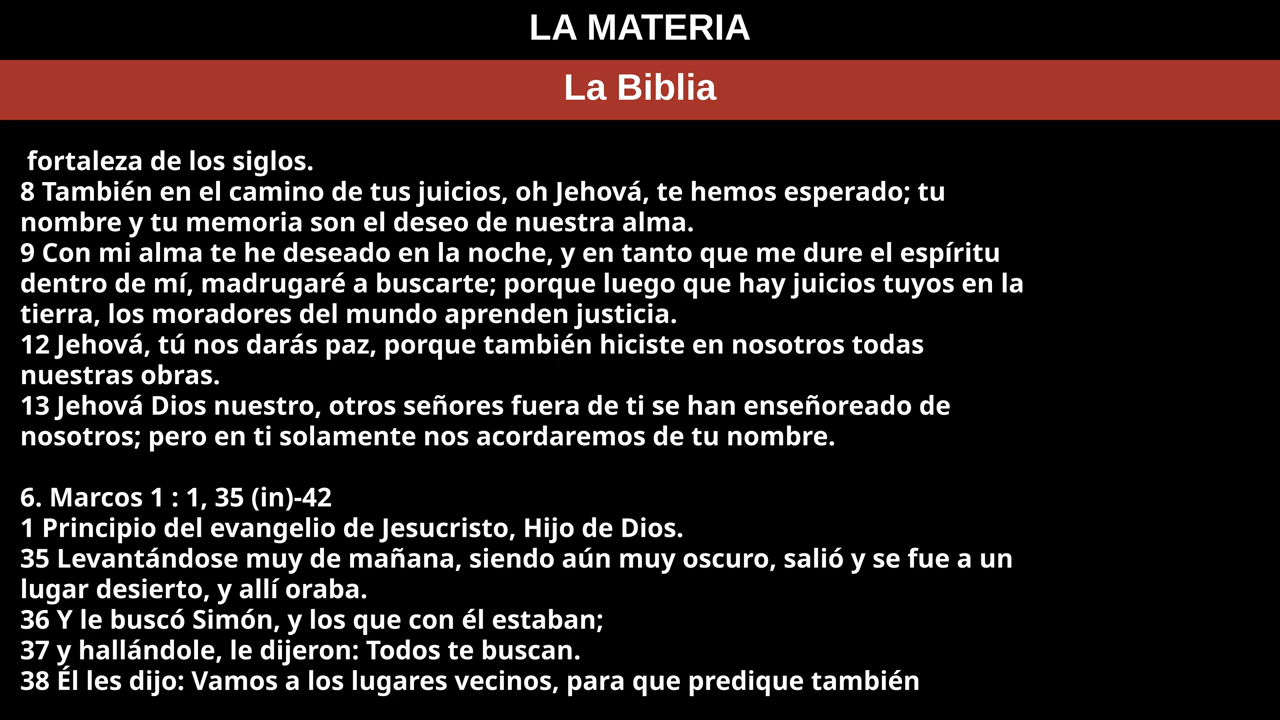 LA MATERIA
La Biblia
fortaleza de los siglos.
8 También en el camino de tus juicios, oh Jehová, te hemos esperado; tu
nombre y tu memoria son el deseo de nuestra alma.
9 Con mi alma te he deseado en la noche, y en tanto que me dure el espíritu
dentro de mí, madrugaré a buscarte; porque luego que hay juicios tuyos en la
tierra, los moradores del mundo aprenden justicia.
12 Jehová, tú nos darás paz, porque también hiciste en nosotros todas
nuestras obras.
13 Jehová Dios nuestro, otros señores fuera de ti se han enseñoreado de
nosotros; pero en ti solamente nos acordaremos de tu nombre.
6. Marcos 1 : 1, 35 (in)-42
1 Principio del evangelio de Jesucristo, Hijo de Dios.
35 Levantándose muy de mañana, siendo aún muy oscuro, salió y se fue a un
lugar desierto, y allí oraba.
36 Y le buscó Simón, y los que con él estaban;
37 y hallándole, le dijeron: Todos te buscan.
38 Él les dijo: Vamos a los lugares vecinos, para que predique también